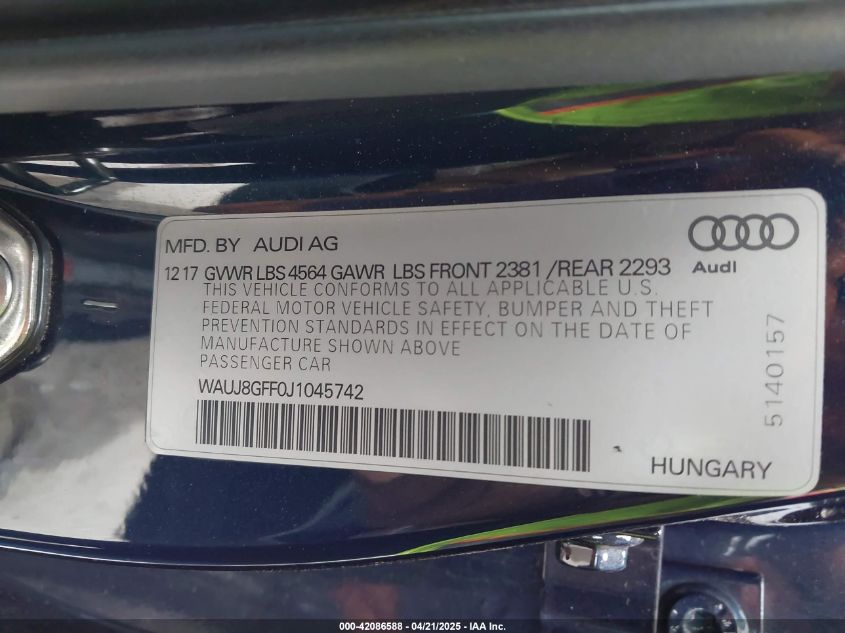 MFD. BY AUDI AG
Audi
12 17 GVWR LBS 4564 GAWR LBS FRONT 2381 /REAR 2293
THIS VEHICLE CONFORMS TO ALL APPLICABLE U.S.
FEDERAL MOTOR VEHICLE SAFETY, BUMPER AND THEFT
PREVENTION STANDARDS IN EFFECT ON THE DATE OF
MANUFACTURE SHOWN ABOVE
PASSENGER CAR
WAUJ8GFF0J1045742
5140157
HUNGARY
000-42086588 - 04/21/2025 - IAA Inc.